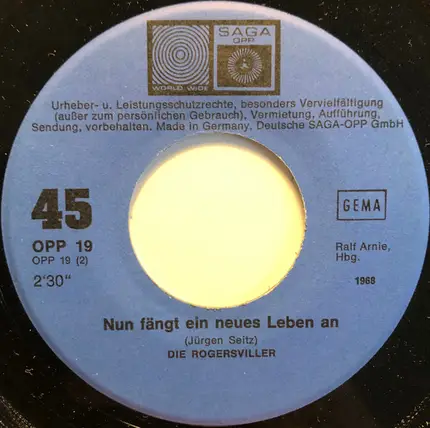 SAGA
OPP
WORLD WIDE
Urheber- u. Leistungsschutzrechte, besonders Vervielfältigung
(außer zum persönlichen Gebrauch), Vermietung, Aufführung,
Sendung, vorbehalten. Made in Germany. Deutsche SAGA-OPP GmbH
45
GEMA
OPP 19
OPP 19 (2)
Ralf Arnie,
Hbg.
2'30"
1968
Nun fängt ein neues Leben an
(Jürgen Seitz)
DIE ROGERSVILLER